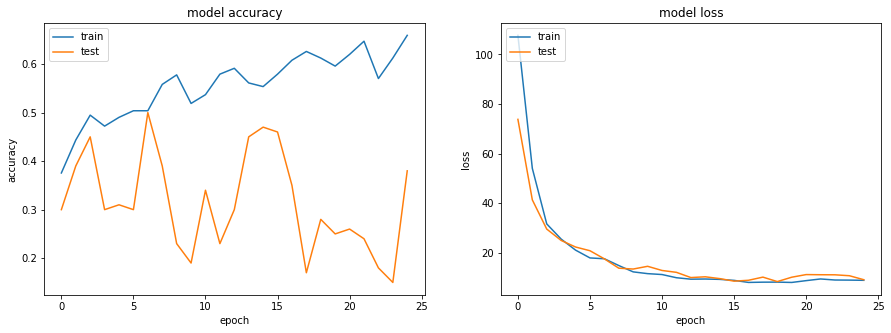 model accuracy
train
test
0.6
0.5
0.4
0.3
0.2
accuracy
0 5 10 15 20 25
epoch
model loss
train
test
100
80
60
40
20
loss
0 5 10 15 20 25
epoch